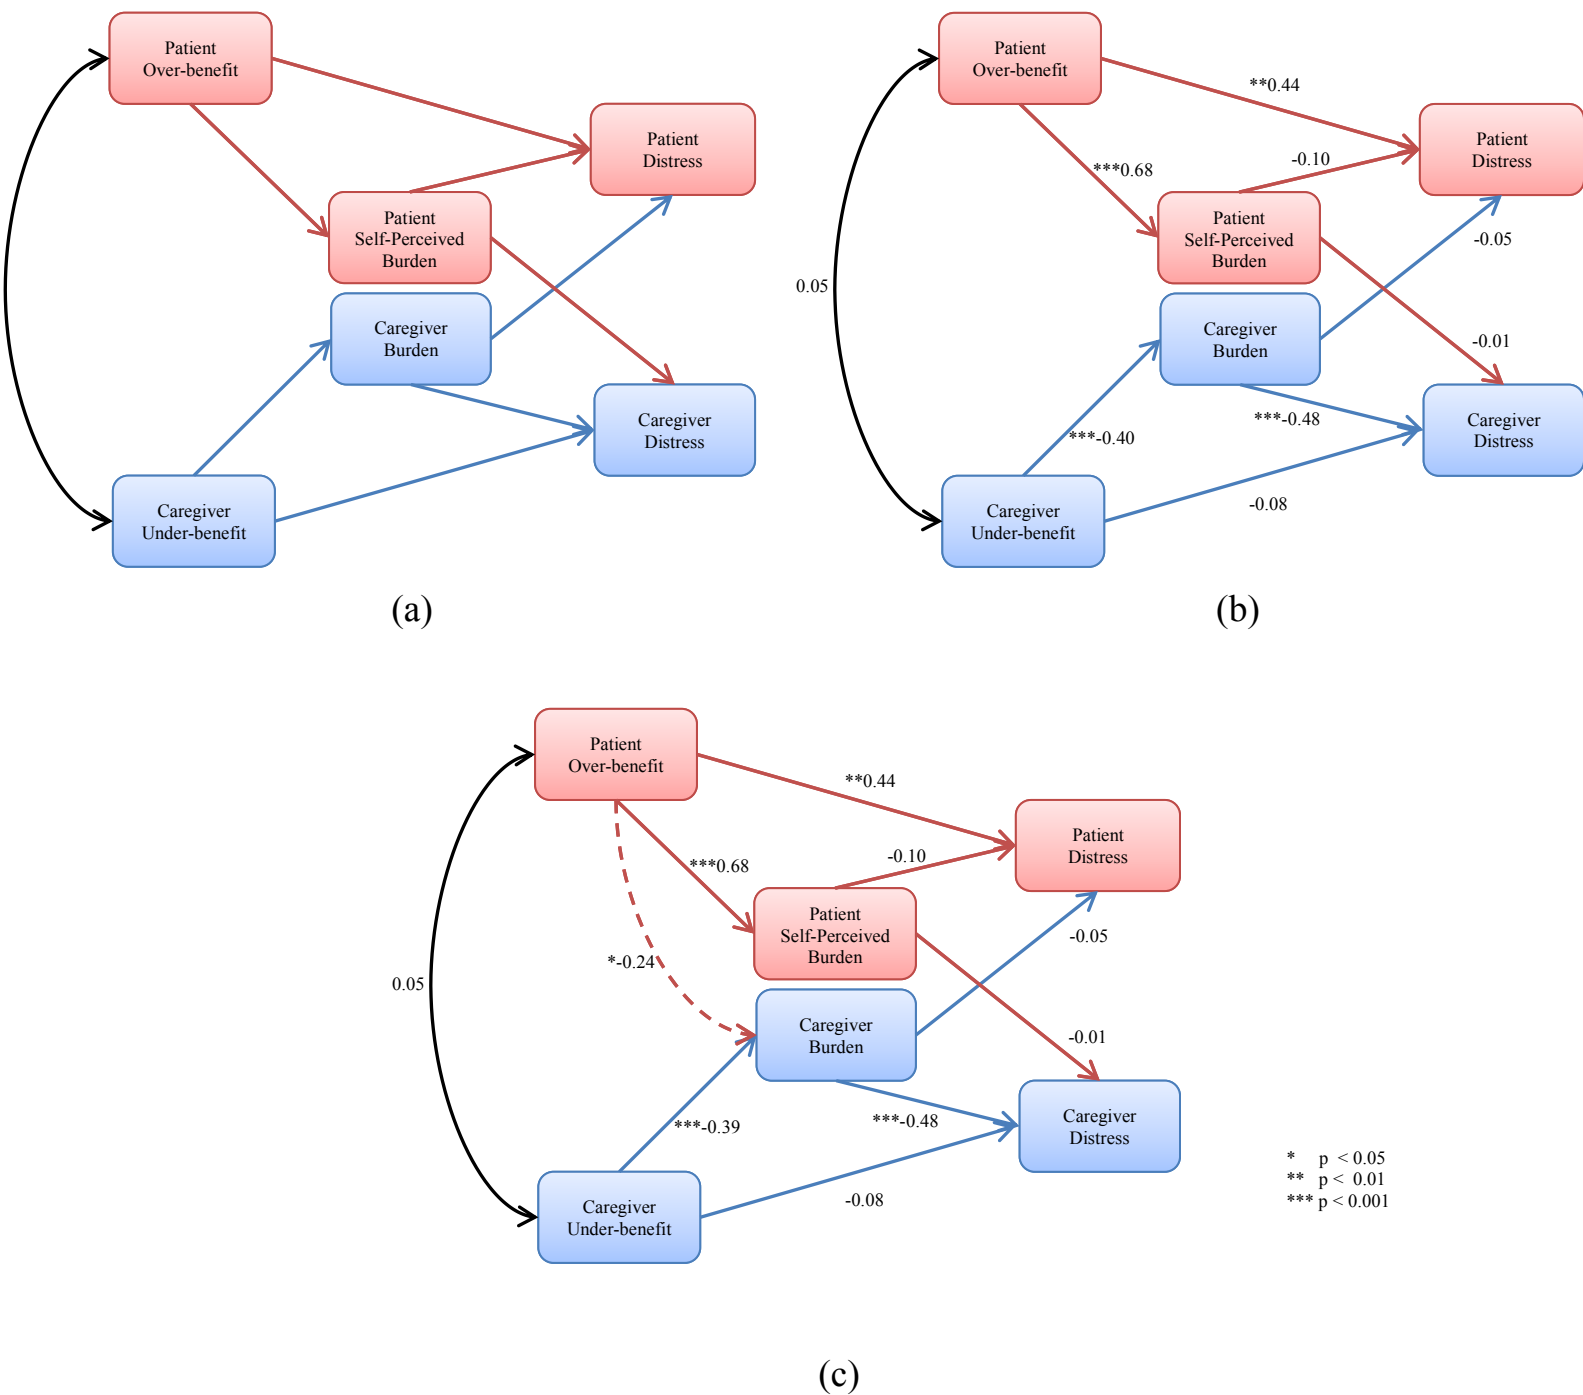 Patient
Over-benefit
Patient
Distress
Patient
Self-Perceived
Burden
Caregiver
Burden
Caregiver
Distress
Caregiver
Under-benefit
(a)
Patient
Over-benefit
**0.44
Patient
Distress
-0.10
***0.68
Patient
Self-Perceived
Burden
-0.05
0.05
Caregiver
Burden
-0.01
***-0.48
Caregiver
Distress
***-0.40
-0.08
Caregiver
Under-benefit
(b)
Patient
Over-benefit
**0.44
Patient
Distress
-0.10
***0.68
Patient
Self-Perceived
Burden
-0.05
*-0.24
0.05
Caregiver
Burden
-0.01
***-0.48
Caregiver
Distress
***-0.39
-0.08
Caregiver
Under-benefit
* p < 0.05
** p < 0.01
*** p < 0.001
(c)